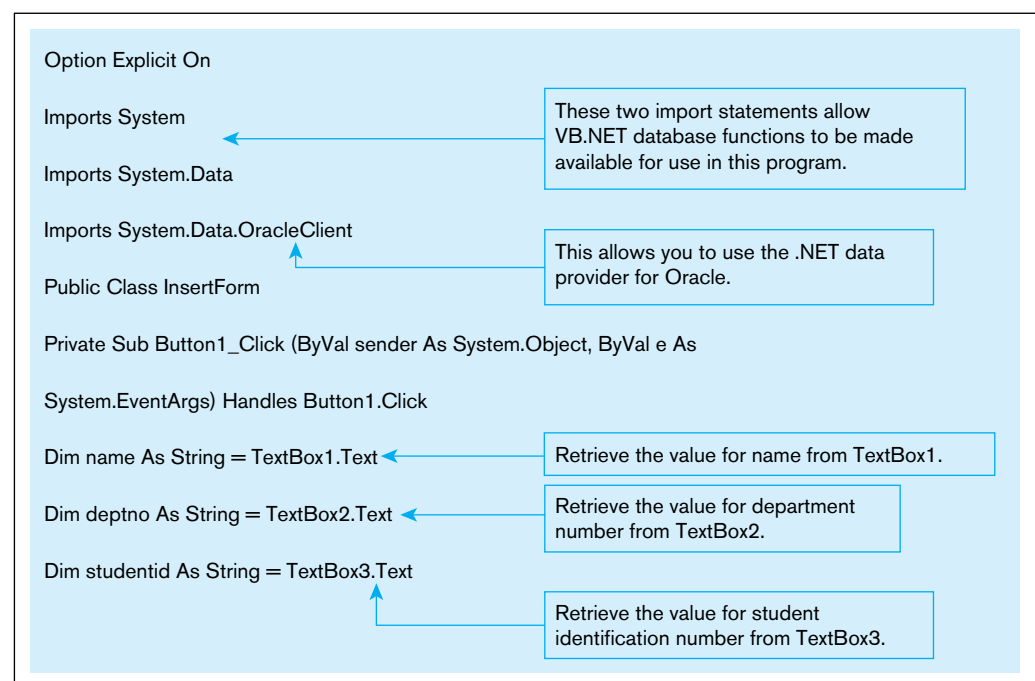 Option Explicit On
Imports System
These two import statements allow
VB.NET database functions to be made
available for use in this program.
Imports System.Data
Imports System.Data.OracleClient
This allows you to use the .NET data
provider for Oracle.
Public Class InsertForm
Private Sub Button1_Click (ByVal sender As System.Object, ByVal e As
System.EventArgs) Handles Button1.Click
Dim name As String = TextBox1.Text
Retrieve the value for name from TextBox1.
Dim deptno As String = TextBox2.Text
Retrieve the value for department
number from TextBox2.
Dim studentid As String = TextBox3.Text
Retrieve the value for student
identification number from TextBox3.